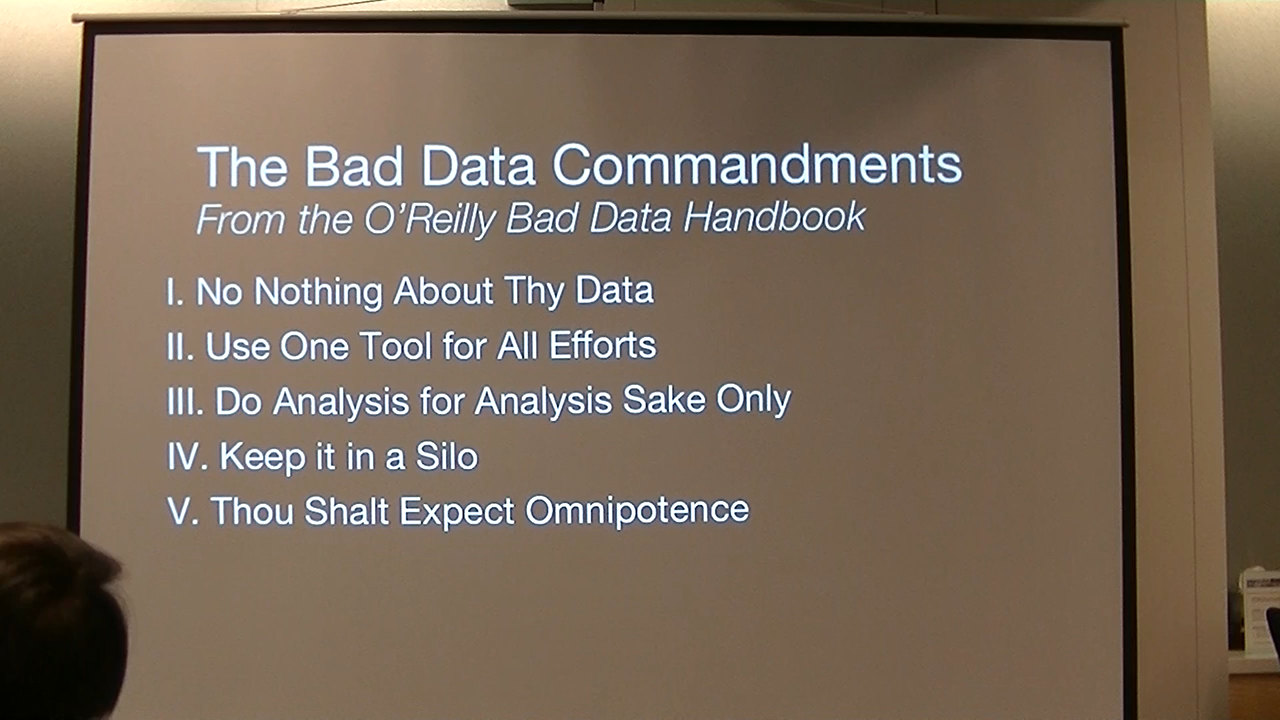 The Bad Data Commandments
From the O’Reilly Bad Data Handbook
I. No Nothing About Thy Data
II. Use One Tool for All Efforts
III. Do Analysis for Analysis Sake Only
IV. Keep it in a Silo
V. Thou Shalt Expect Omnipotence